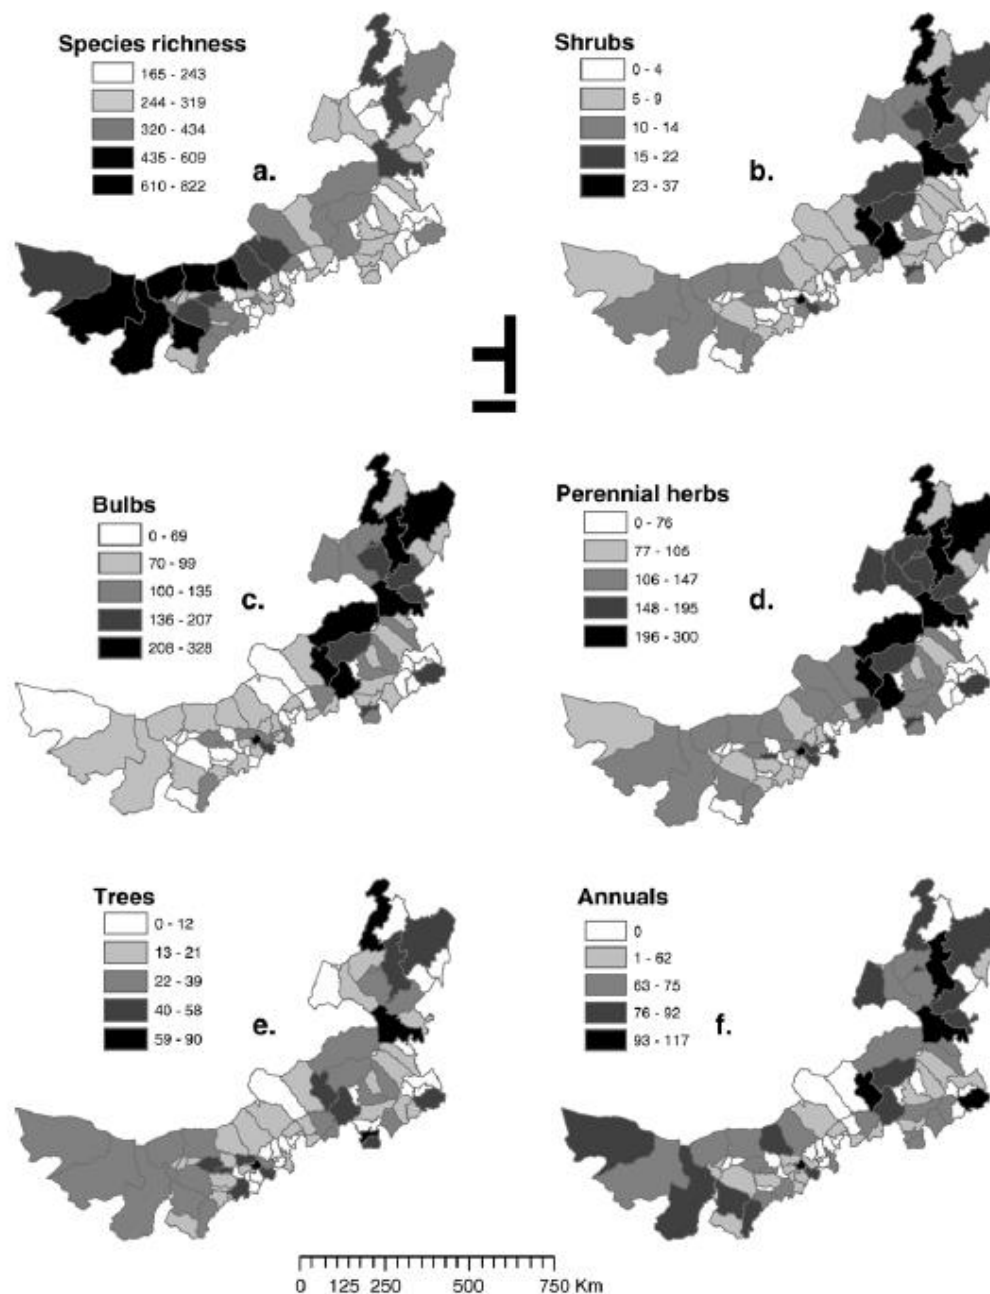 Species richness
165 - 243
244 - 319
320 - 434
435 - 609
610 - 822
a.
Shrubs
0 - 4
5 - 9
10 - 14
15 - 22
23 - 37
b.
Bulbs
0 - 69
70 - 99
100 - 135
136 - 207
208 - 328
c.
Perennial herbs
0 - 76
77 - 105
106 - 147
148 - 195
196 - 300
d.
Trees
0 - 12
13 - 21
22 - 39
40 - 58
59 - 90
e.
Annuals
0
1 - 62
63 - 75
76 - 92
93 - 117
f.
0 125 250 500 750 Km